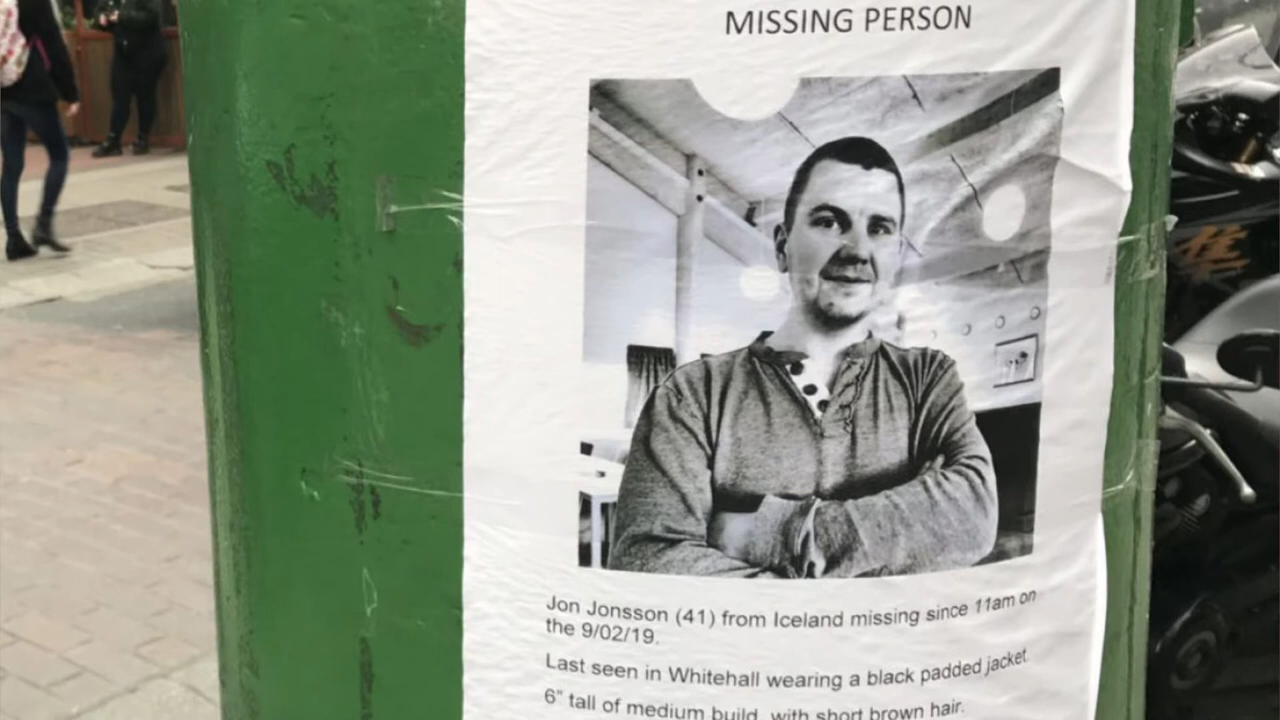 MISSING PERSON
Jon Jonsson (41) from Iceland missing since 11am on
the 9/02/19.
Last seen in Whitehall wearing a black padded jacket.
6" tall of medium build, with short brown hair.